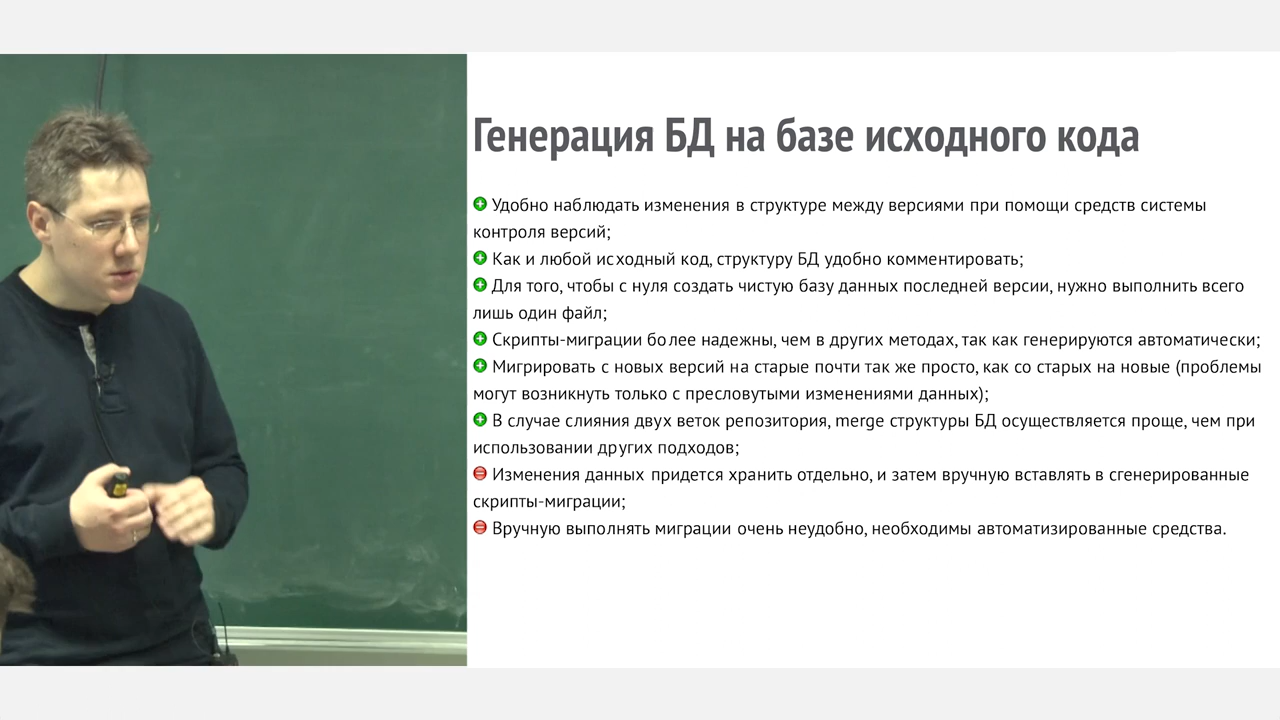 Генерация БД на базе исходного кода
Удобно наблюдать изменения в структуре между версиями при помощи средств системы
контроля версий;
Как и любой исходный код, структуру БД удобно комментировать;
Для того, чтобы с нуля создать чистую базу данных последней версии, нужно выполнить всего
лишь один файл;
Скрипты-миграции более надежны, чем в других методах, так как генерируются автоматически;
Мигрировать с новых версий на старые почти так же просто, как со старых на новые (проблемы
могут возникнуть только с пресловутыми изменениями данных);
В случае слияния двух веток репозитория, merge структуры БД осуществляется проще, чем при
использовании других подходов;
Изменения данных придется хранить отдельно, и затем вручную вставлять в сгенерированные
скрипты-миграции;
Вручную выполнять миграции очень неудобно, необходимы автоматизированные средства.